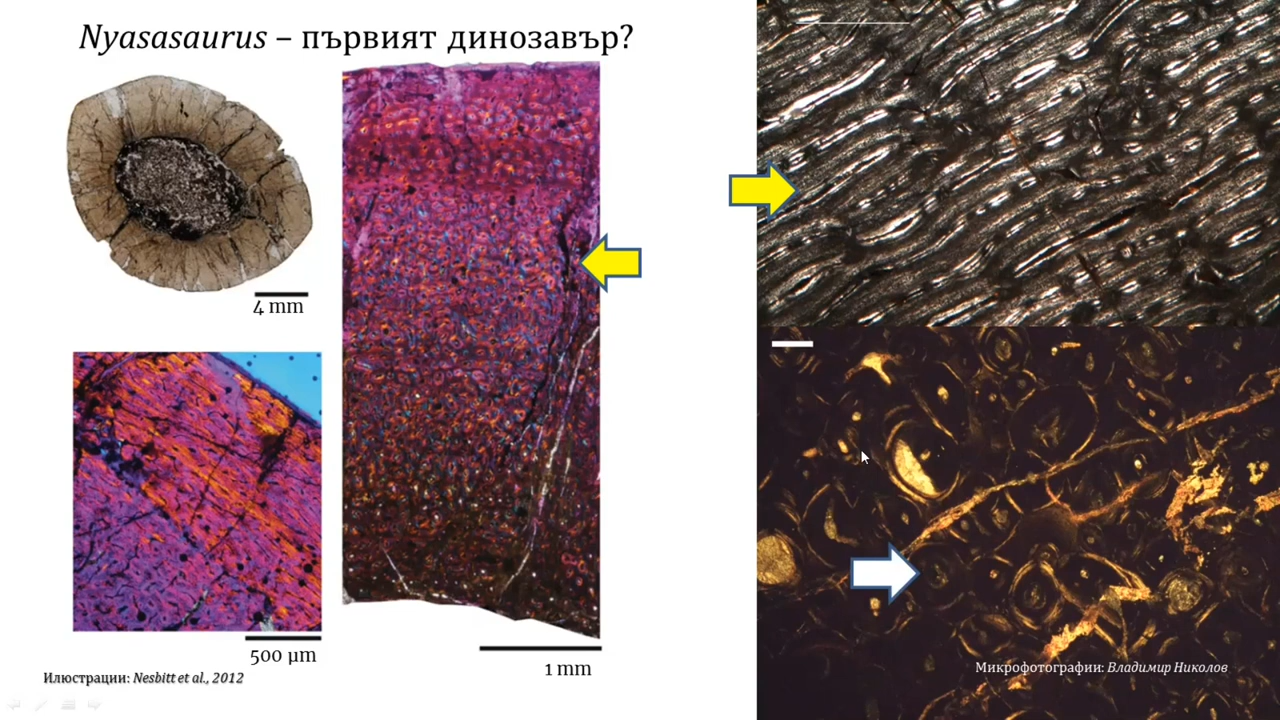 Nyasasaurus – първият динозавър?
4 mm
500 µm
1 mm
Илюстрации: Nesbitt et al., 2012
Микрофотографии: Владимир Николов